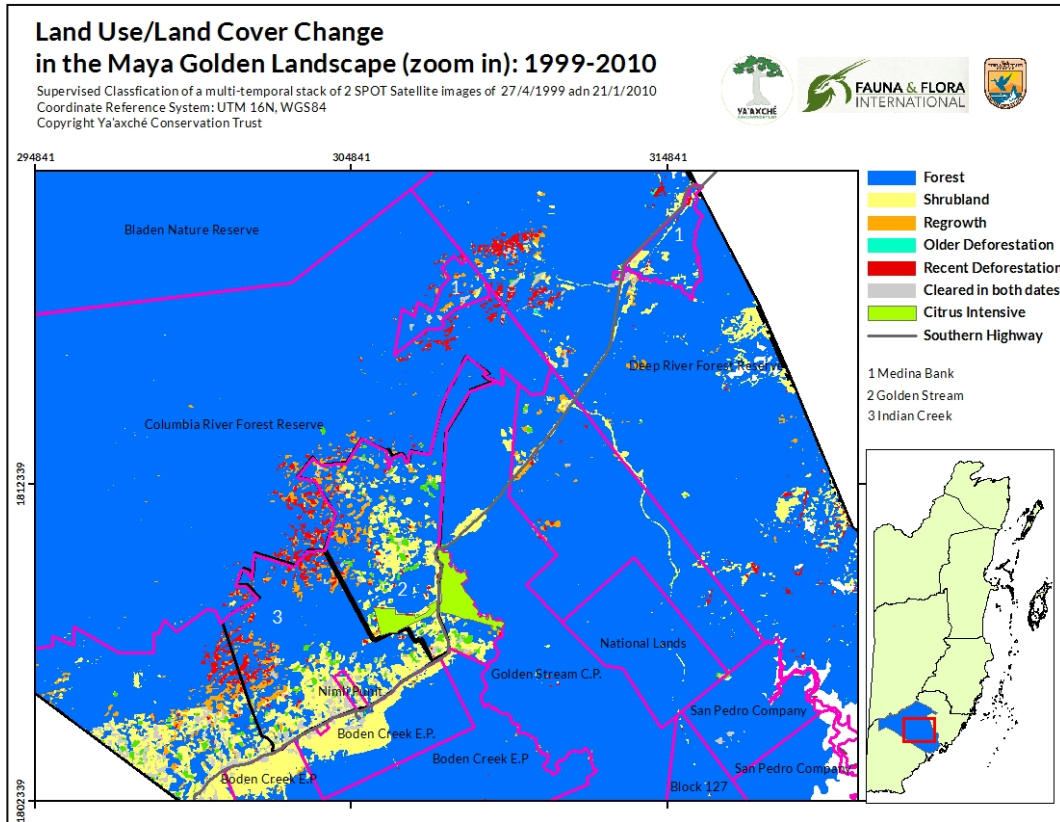 Land Use/Land Cover Change
in the Maya Golden Landscape (zoom in): 1999-2010
Supervised Classfication of a multi-temporal stack of 2 SPOT Satellite images of 27/4/1999 adn 21/1/2010
Coordinate Reference System: UTM 16N, WGS84
Copyright Ya'axché Conservation Trust
YA'AXCHÉ
FAUNA & FLORA
INTERNATIONAL
294841
304841
314841
Forest
Shrubland
Regrowth
Older Deforestation
Recent Deforestation
Cleared in both dates
Citrus Intensive
Southern Highway
1 Medina Bank
2 Golden Stream
3 Indian Creek
Bladen Nature Reserve
1
1
Deep River Forest Reserve
Columbia River Forest Reserve
1812339
2
3
National Lands
Golden Stream C.P.
Nimli Punit
San Pedro Company
Boden Creek E.P.
Boden Creek E.P
San Pedro Company
Boden Creek E.P
Block 127
1802339